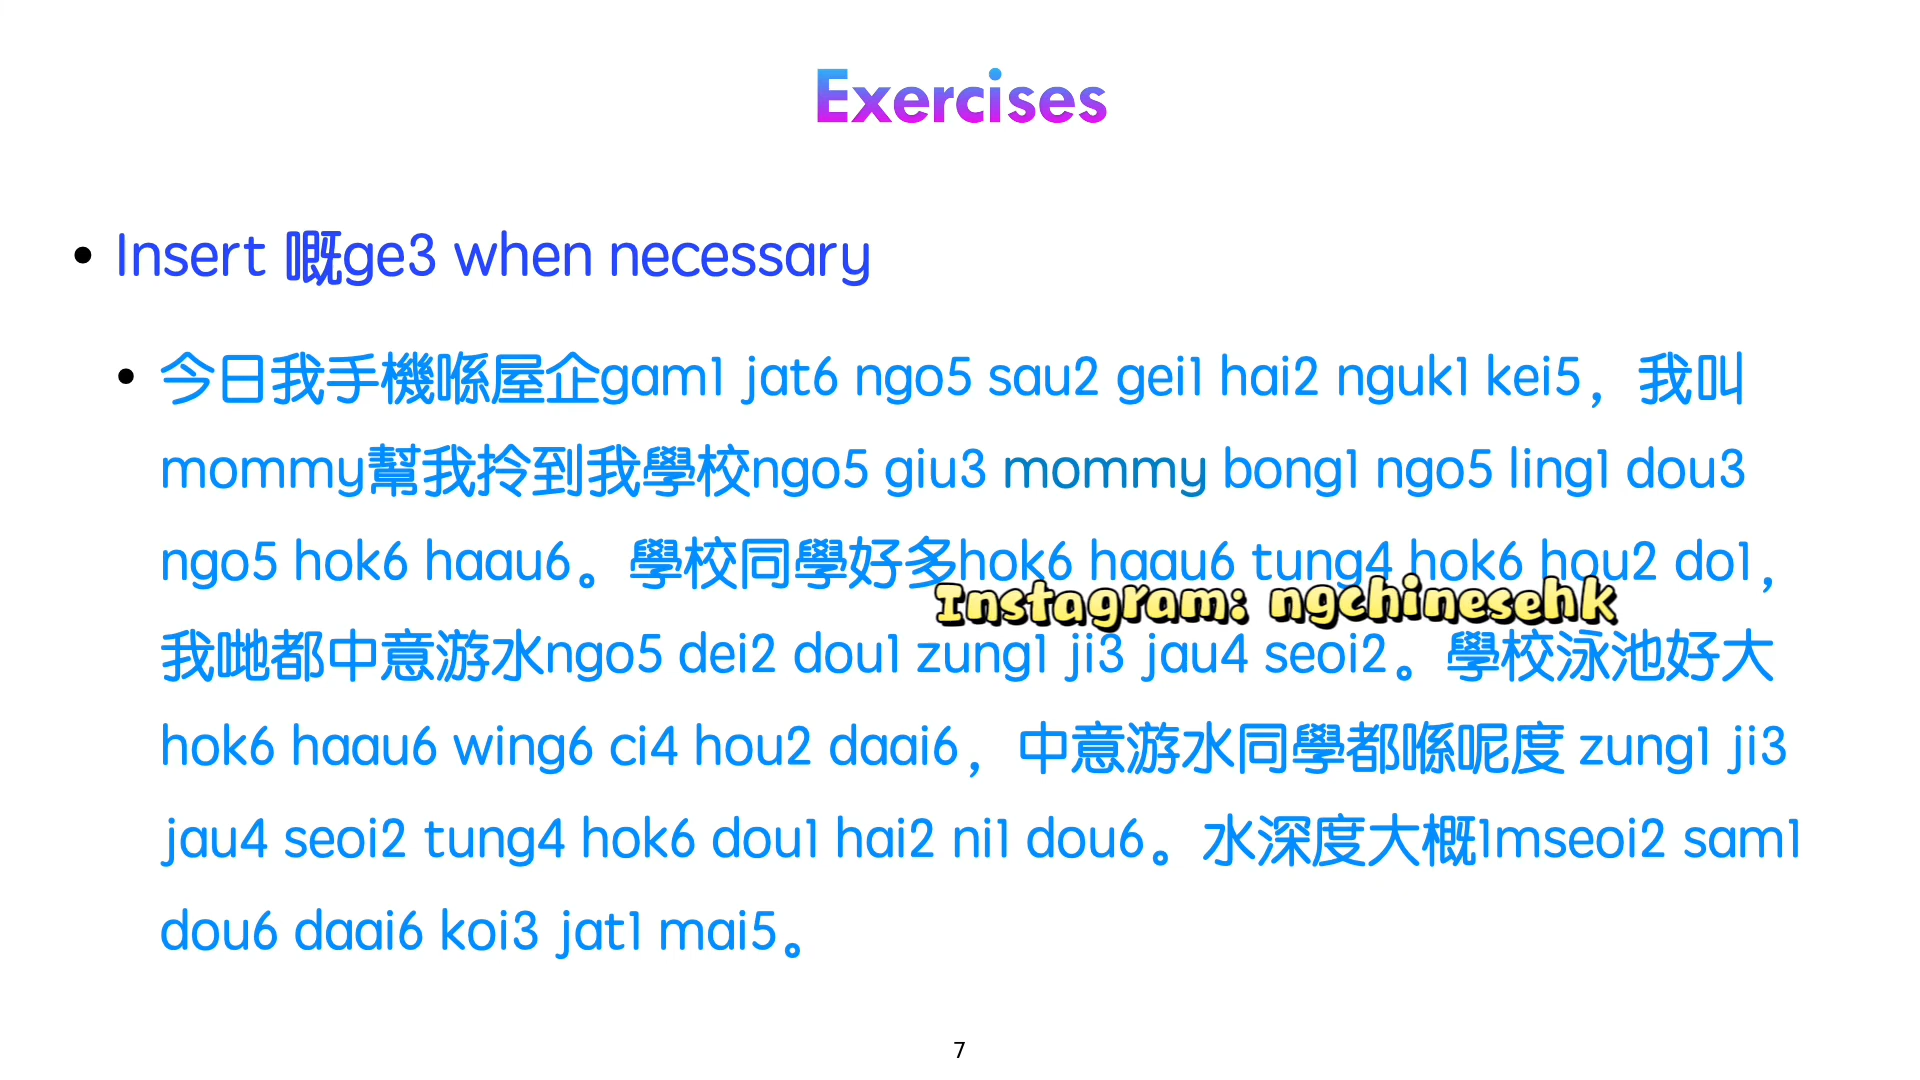 Exercises
• Insert 嘅ge3 when necessary
• 今日我手機喺屋企gam1 jat6 ngo5 sau2 gei1 hai2 nguk1 kei5，我叫
mommy幫我拎到我學校ngo5 giu3 mommy bong1 ngo5 ling1 dou3
ngo5 hok6 haau6。學校同學好多hok6 haau6 tung4 hok6 hou2 do1，
Instagram: ngchinesehk
我哋都中意游水ngo5 dei2 dou1 zung1 ji3 jau4 seoi2。學校泳池好大
hok6 haau6 wing6 ci4 hou2 daai6，中意游水同學都喺呢度 zung1 ji3
jau4 seoi2 tung4 hok6 dou1 hai2 ni1 dou6。水深度大概1mseoi2 sam1
dou6 daai6 koi3 jat1 mai5。
7